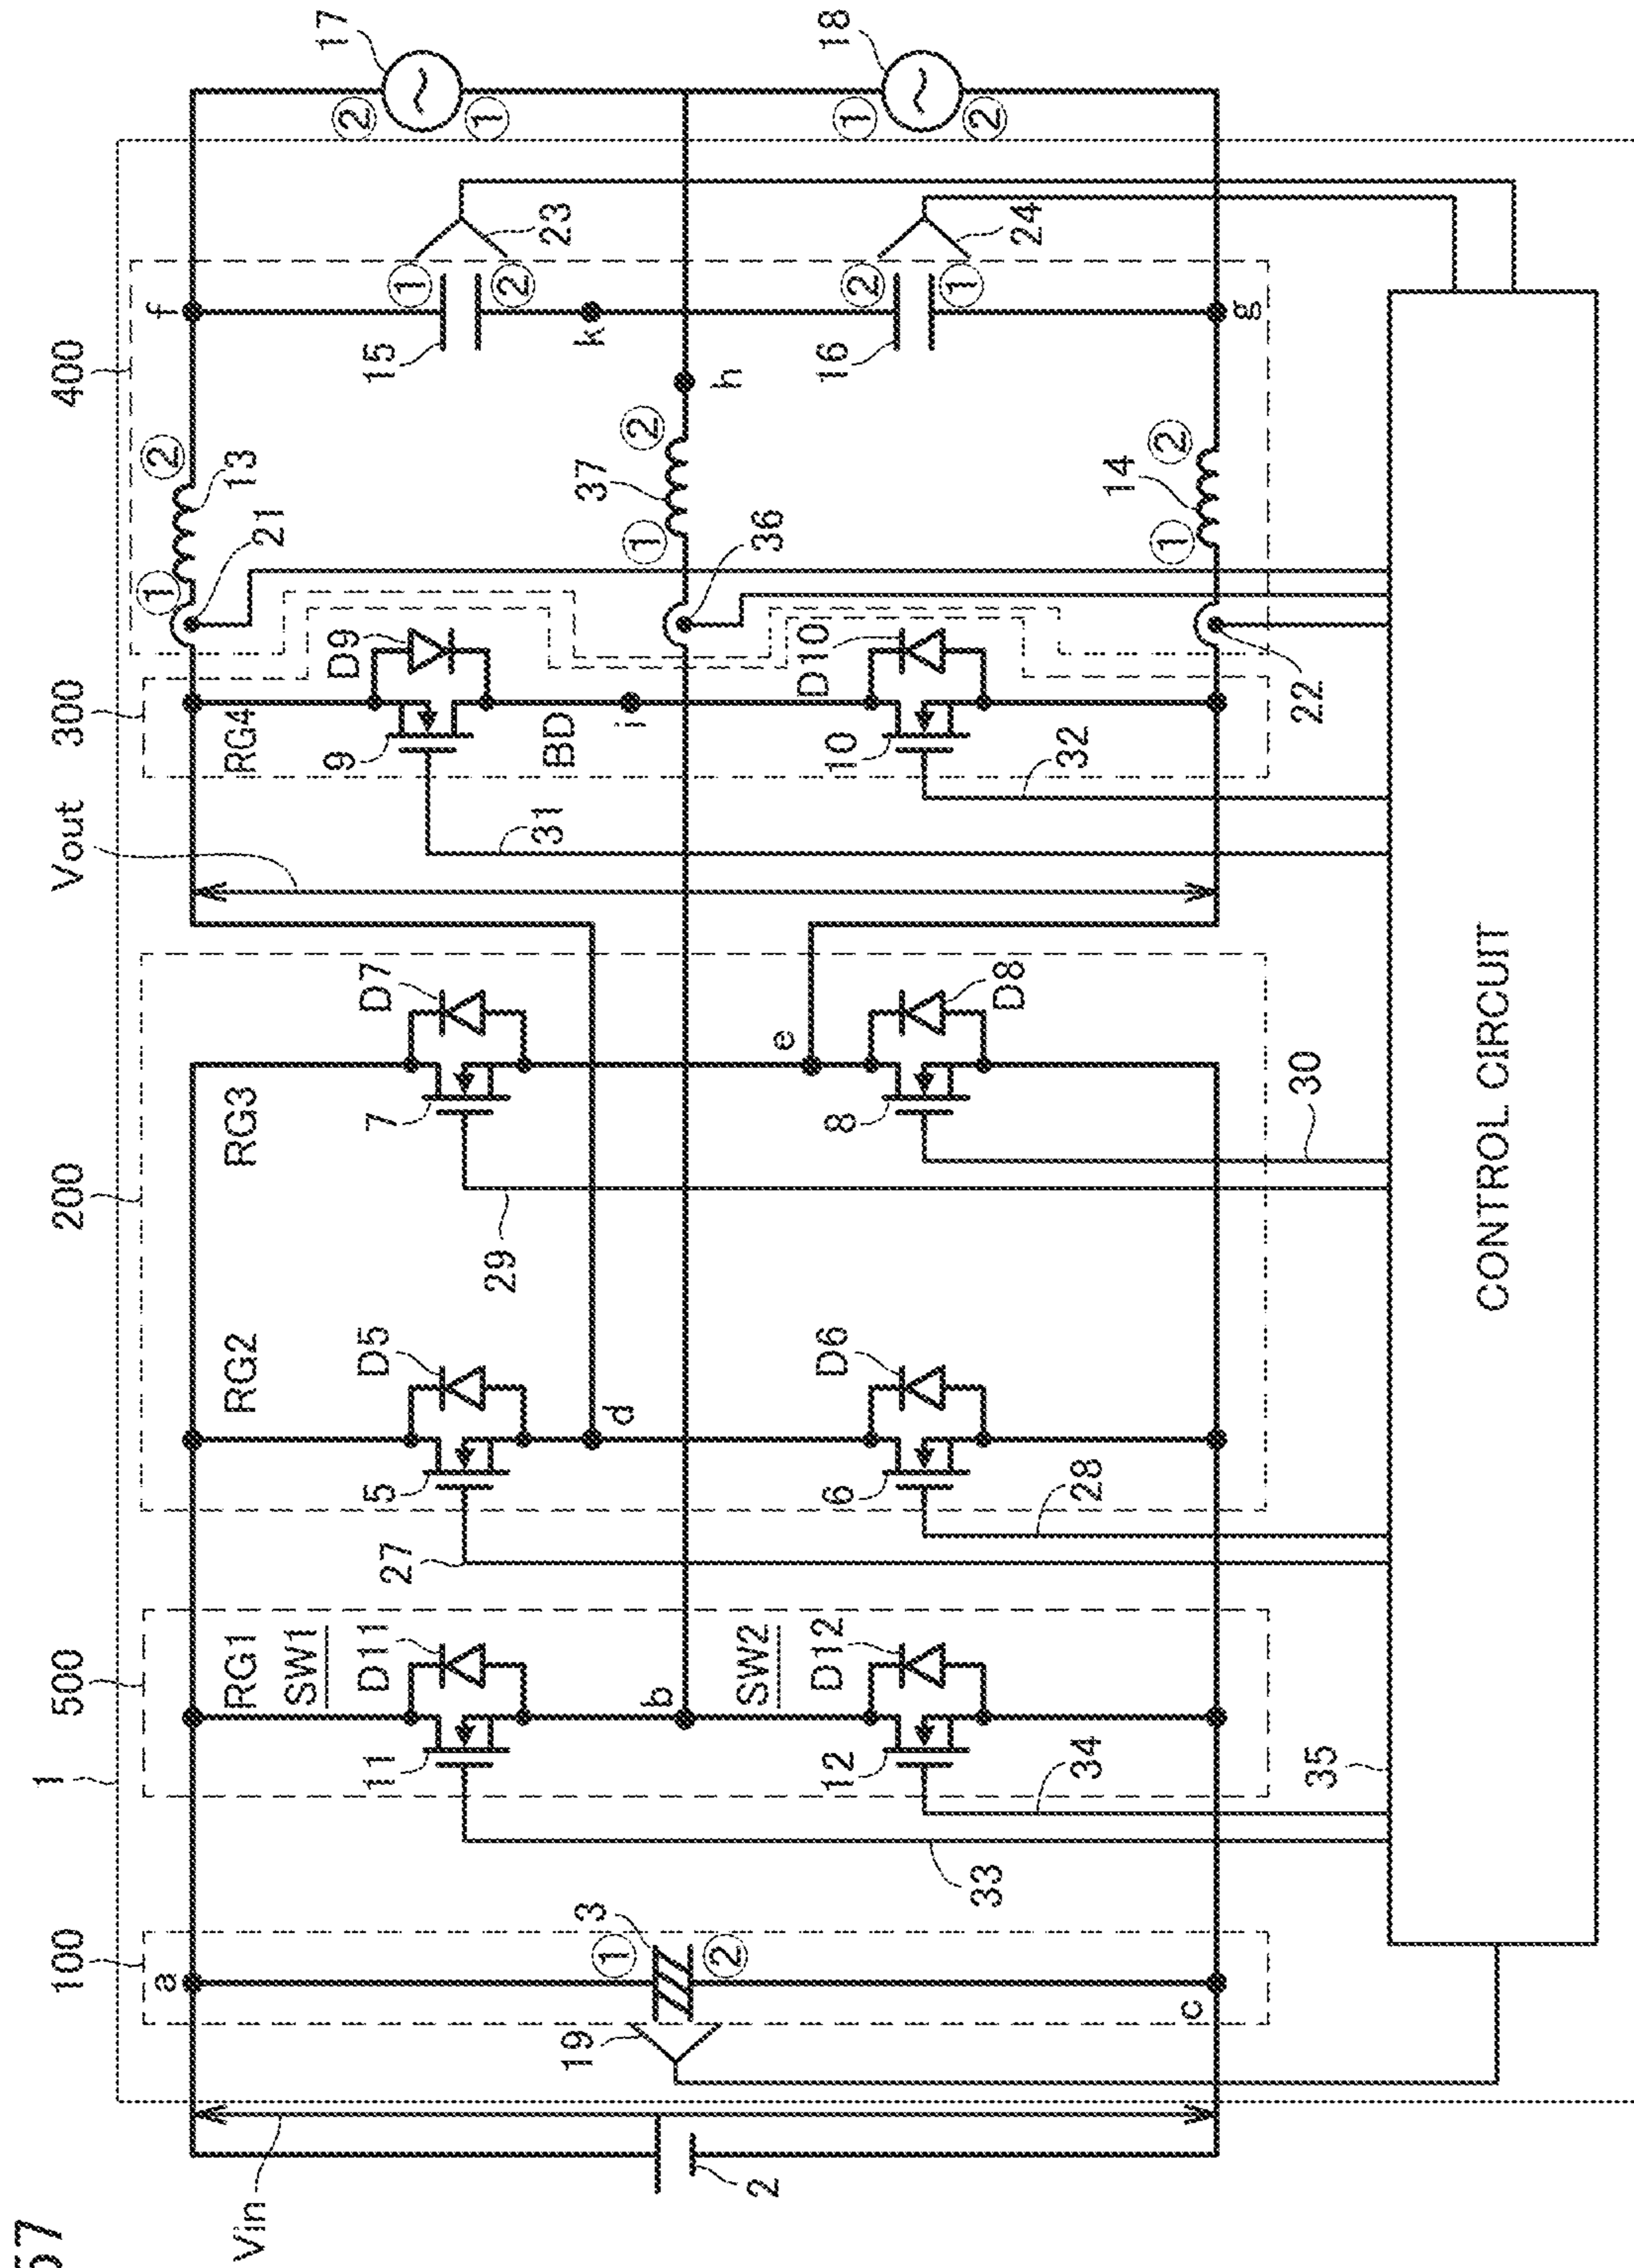 57
1
100
500
200
Vout
300
400
Vin
a
RG1
SW1
RG2
RG3
RG4
①
②
f
13
21
17
②
①
11
D11
27
5
D5
7
D7
9
D9
15
①
②
23
19
①
3
②
33
b
d
29
31
BD
i
①
37
②
k
h
36
SW2
2
12
D12
6
D6
e
8
D8
10
D10
16
②
①
24
18
①
②
c
34
28
30
32
22
①
14
②
g
35
CONTROL CIRCUIT